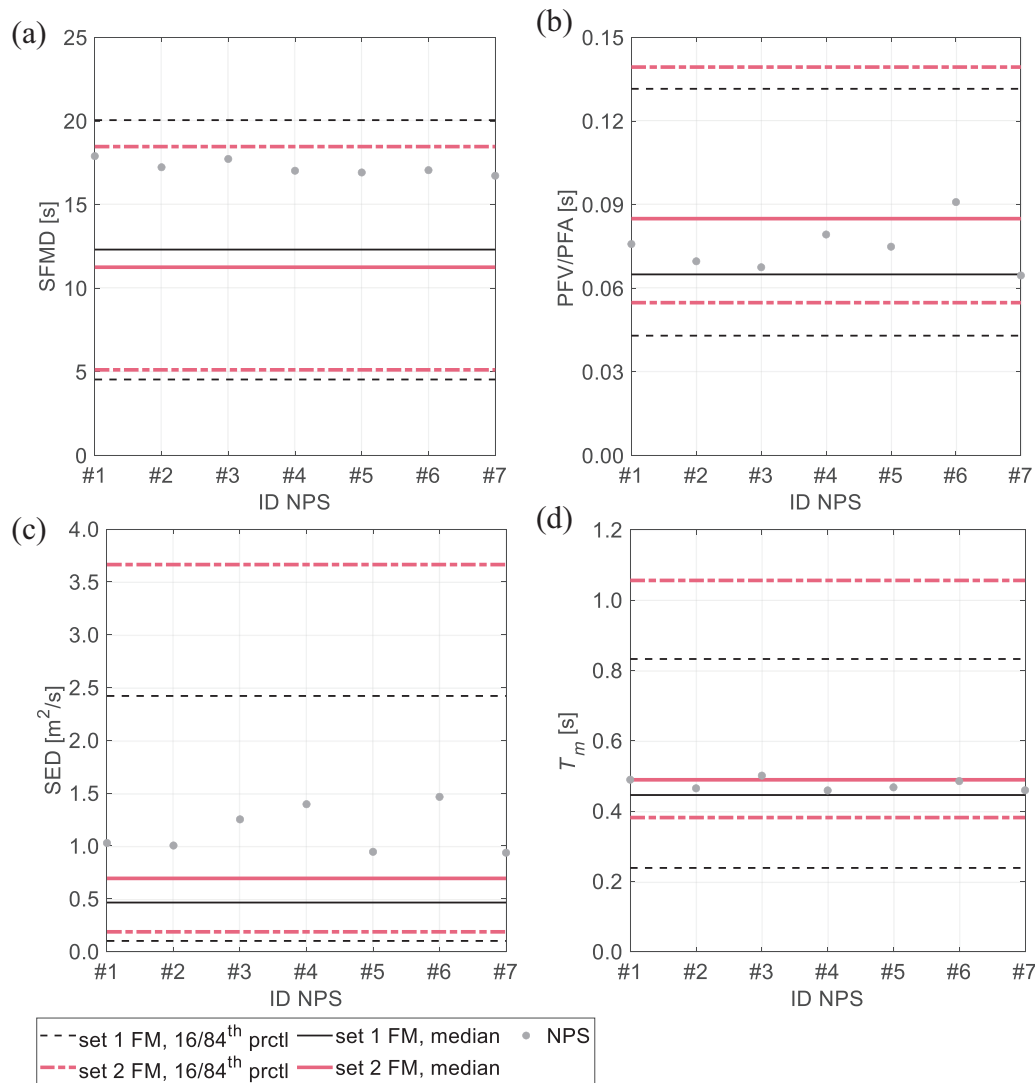 (a)
25
20
15
10
5
0
SFMD [s]
#1 #2 #3 #4 #5 #6 #7
ID NPS
(b)
0.15
0.12
0.09
0.06
0.03
0.00
PFV/PFA [s]
#1 #2 #3 #4 #5 #6 #7
ID NPS
(c)
4.0
3.5
3.0
2.5
2.0
1.5
1.0
0.5
0.0
SED [m²/s]
#1 #2 #3 #4 #5 #6 #7
ID NPS
(d)
1.2
1.0
0.8
0.6
0.4
0.2
0.0
Tₘ [s]
#1 #2 #3 #4 #5 #6 #7
ID NPS
set 1 FM, 16/84th prctl set 1 FM, median NPS
set 2 FM, 16/84th prctl set 2 FM, median